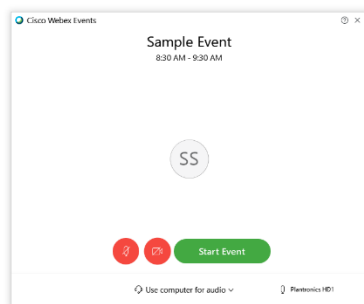 Cisco Webex Events
Sample Event
8:30 AM - 9:30 AM
SS
Start Event
Use computer for audio
Plantronics HD1